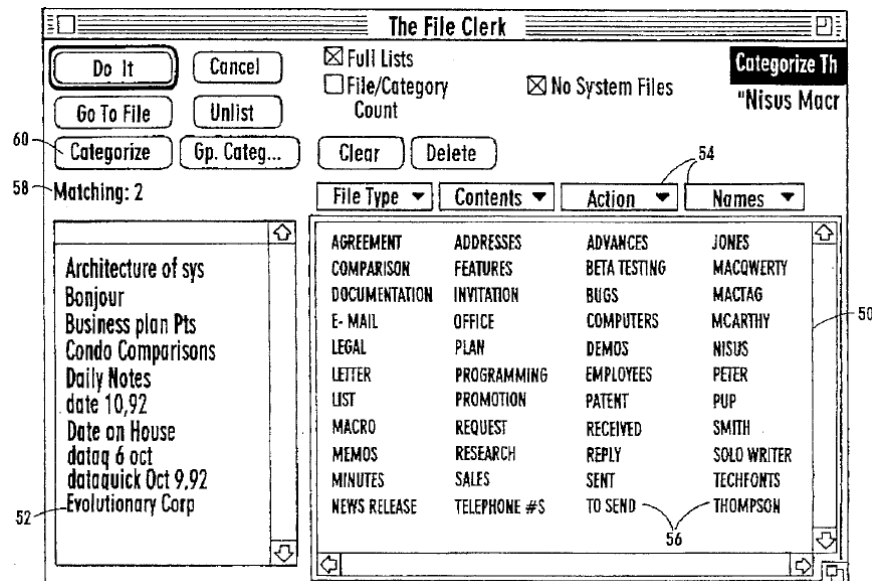 The File Clerk
Do It
Cancel
Full Lists
File/Category
Count
No System Files
Categorize Th
"Nisus Macr
Go To File
Unlist
60
Categorize
Gp. Categ...
Clear
Delete
54
58
Matching: 2
File Type
Contents
Action
Names
Architecture of sys
Bonjour
Business plan Pts
Condo Comparisons
Daily Notes
date 10,92
Date on House
dataq 6 oct
dataquick Oct 9,92
52
Evolutionary Corp
AGREEMENT ADDRESSES ADVANCES JONES
COMPARISON FEATURES BETA TESTING MACQWERTY
DOCUMENTATION INVITATION BUGS MACTAG
E- MAIL OFFICE COMPUTERS MCARTHY
50
LEGAL PLAN DEMOS NISUS
LETTER PROGRAMMING EMPLOYEES PETER
LIST PROMOTION PATENT PUP
MACRO REQUEST RECEIVED SMITH
MEMOS RESEARCH REPLY SOLO WRITER
MINUTES SALES SENT TECHFONTS
NEWS RELEASE TELEPHONE #S TO SEND THOMPSON
56